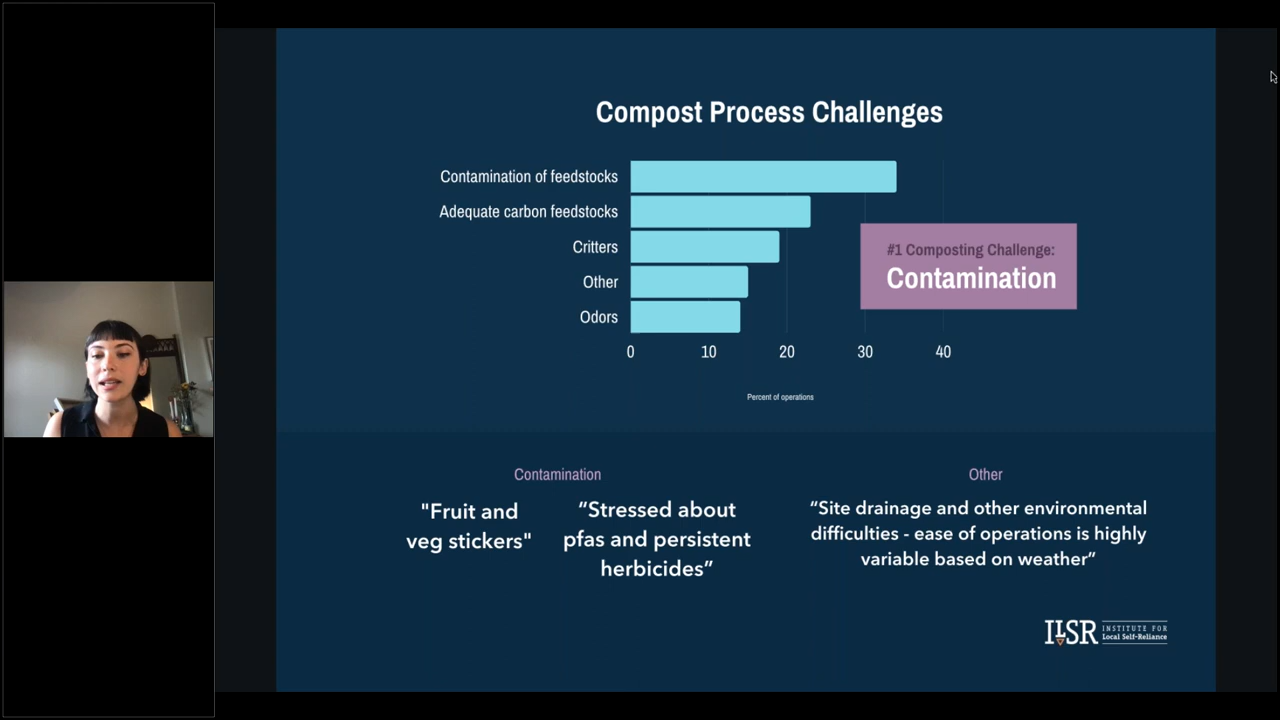 Compost Process Challenges
Contamination of feedstocks
Adequate carbon feedstocks
Critters
Other
Odors
0 10 20 30 40
Percent of operations
#1 Composting Challenge:
Contamination
Contamination
"Fruit and
veg stickers"
“Stressed about
pfas and persistent
herbicides”
Other
“Site drainage and other environmental
difficulties - ease of operations is highly
variable based on weather”
ILSR
INSTITUTE FOR
Local Self-Reliance